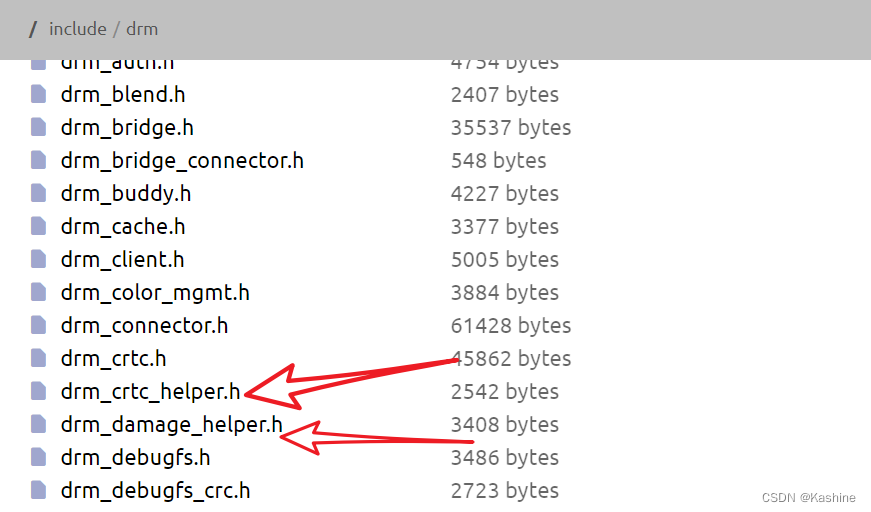 / include / drm
drm_auth.h 4754 bytes
drm_blend.h 2407 bytes
drm_bridge.h 35537 bytes
drm_bridge_connector.h 548 bytes
drm_buddy.h 4227 bytes
drm_cache.h 3377 bytes
drm_client.h 5005 bytes
drm_color_mgmt.h 3884 bytes
drm_connector.h 61428 bytes
drm_crtc.h 45862 bytes
drm_crtc_helper.h 2542 bytes
drm_damage_helper.h 3408 bytes
drm_debugfs.h 3486 bytes
drm_debugfs_crc.h 2723 bytes
CSDN @Kashine